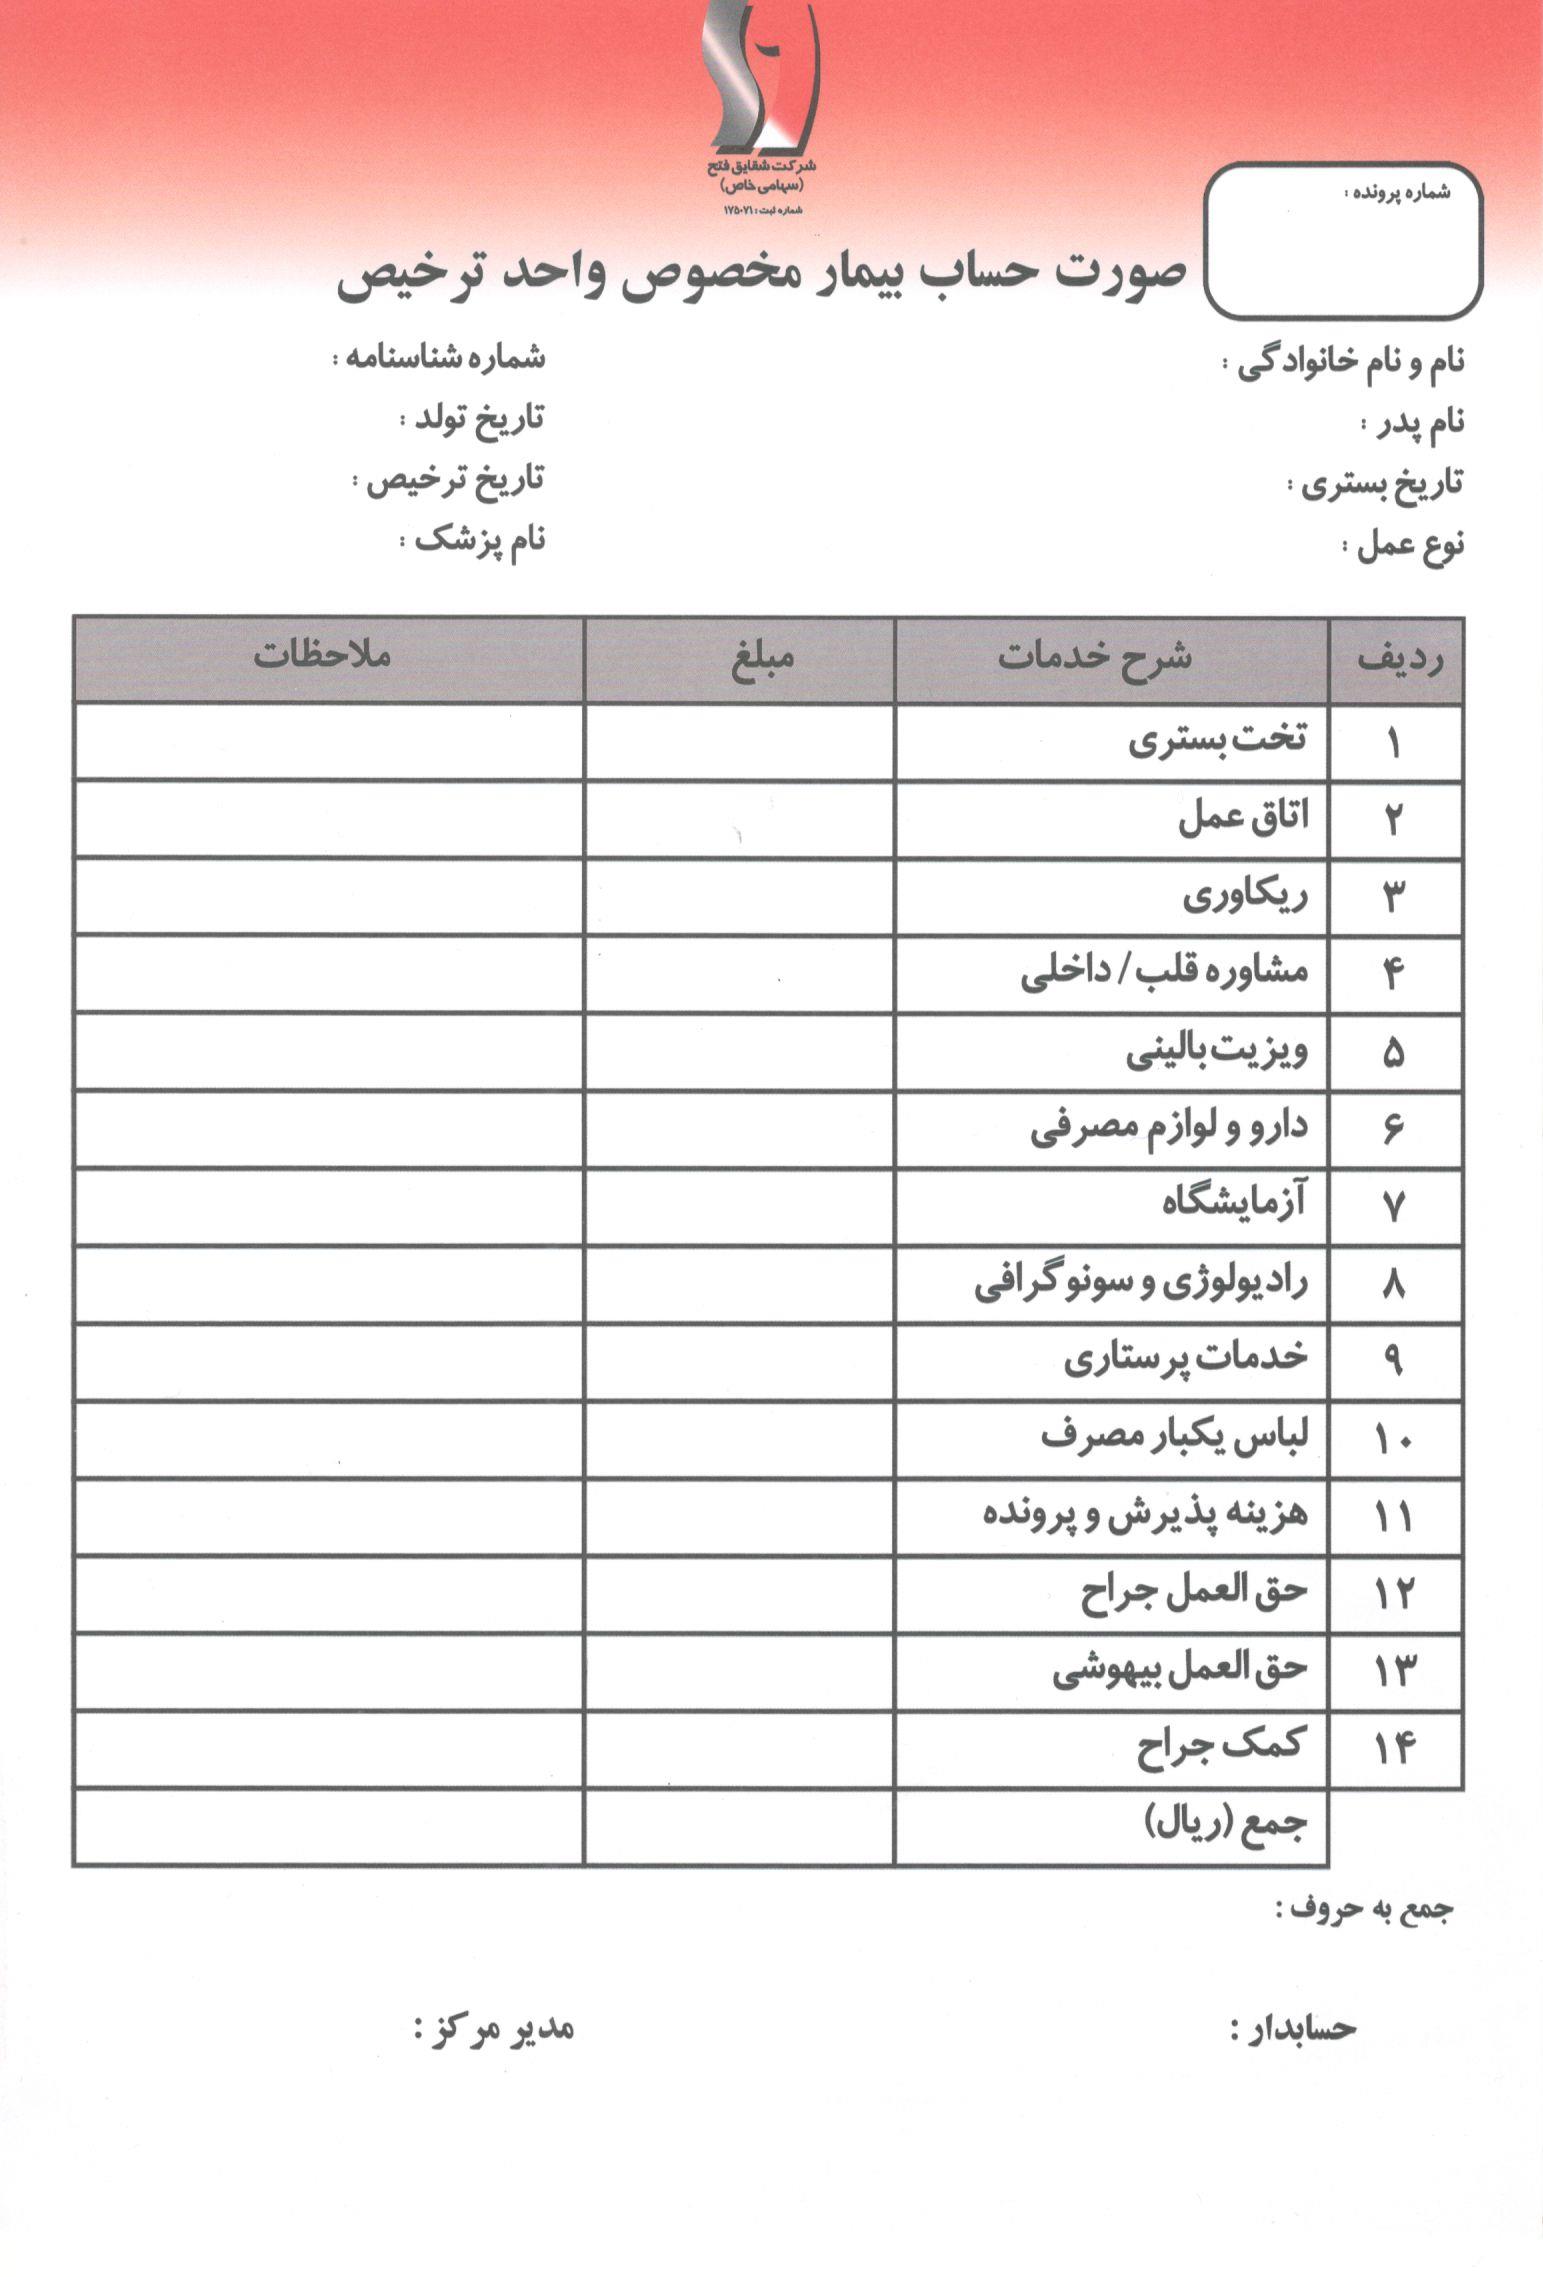 شرکت شقایق فتح
(سهامی خاص)
شماره ثبت : ۱۷۵۰۷۱
شماره پرونده :
صورت حساب بیمار مخصوص واحد ترخیص
نام و نام خانوادگی : شماره شناسنامه :
نام پدر : تاریخ تولد :
تاریخ بستری : تاریخ ترخیص :
نوع عمل : نام پزشک :
ردیف شرح خدمات مبلغ ملاحظات
۱ تخت بستری
۲ اتاق عمل
۳ ریکاوری
۴ مشاوره قلب / داخلی
۵ ویزیت بالینی
۶ دارو و لوازم مصرفی
۷ آزمایشگاه
۸ رادیولوژی و سونوگرافی
۹ خدمات پرستاری
۱۰ لباس یکبار مصرف
۱۱ هزینه پذیرش و پرونده
۱۲ حق العمل جراح
۱۳ حق العمل بیهوشی
۱۴ کمک جراح
جمع (ریال)
جمع به حروف :
حسابدار : مدیر مرکز :